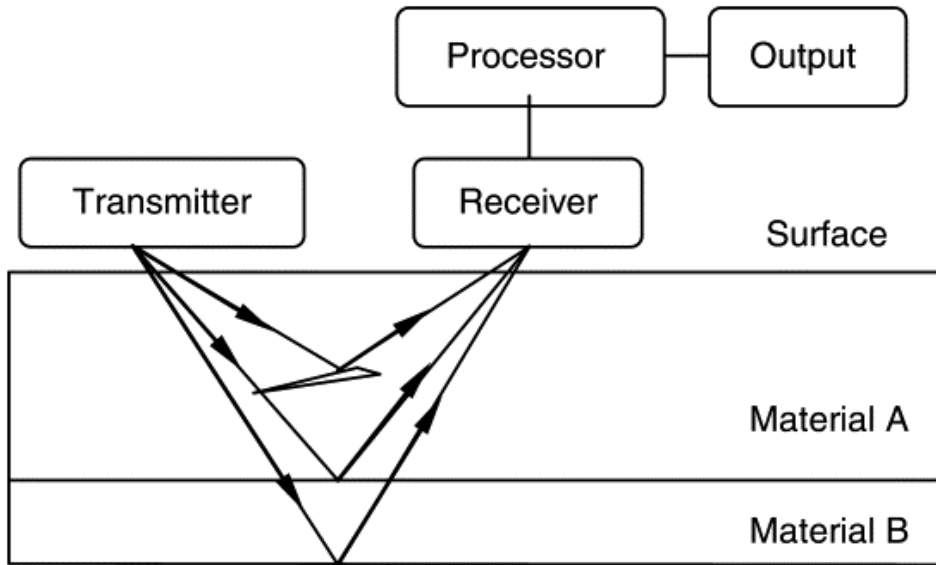 Processor
Output
Transmitter
Receiver
Surface
Material A
Material B